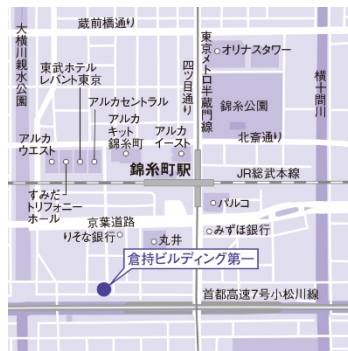 蔵前橋通り
大横川親水公園
東武ホテル
レバント東京
四ツ目通り
東京メトロ半蔵門線
オリナスタワー
横十間川
アルカセントラル
錦糸公園
アルカ
ウエスト
アルカ
キット
錦糸町
アルカ
イースト
北斎通り
錦糸町駅
JR総武本線
すみだ
トリフォニー
ホール
パルコ
京葉道路
りそな銀行
丸井
みずほ銀行
倉持ビルディング第一
首都高速7号小松川線